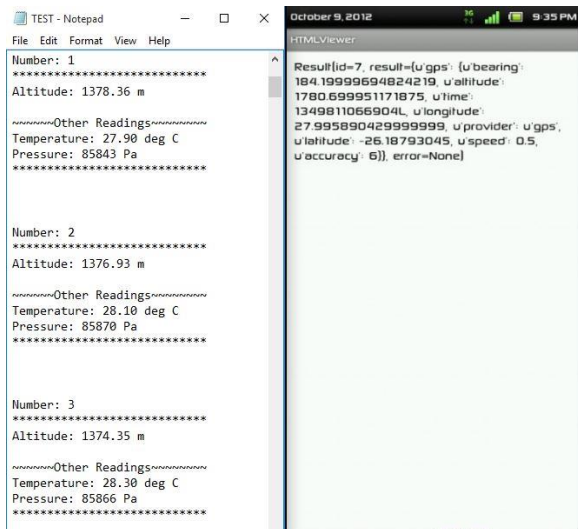 TEST - Notepad
File Edit Format View Help
Number: 1
****************************
Altitude: 1378.36 m
~~~~~~Other Readings~~~~~~~~
Temperature: 27.90 deg C
Pressure: 85843 Pa
****************************
Number: 2
****************************
Altitude: 1376.93 m
~~~~~~Other Readings~~~~~~~~
Temperature: 28.10 deg C
Pressure: 85870 Pa
****************************
Number: 3
****************************
Altitude: 1374.35 m
~~~~~~Other Readings~~~~~~~~
Temperature: 28.30 deg C
Pressure: 85866 Pa
****************************
October 9, 2012 3G 9:35 PM
HTMLViewer
Result(id=7, result={u'gps': {u'bearing':
184.19999694824219, u'altitude':
1780.699951171875, u'time':
1349811066904L, u'longitude':
27.995890429999999, u'provider': u'gps',
u'latitude': -26.18793045, u'speed': 0.5,
u'accuracy': 6}}, error=None)